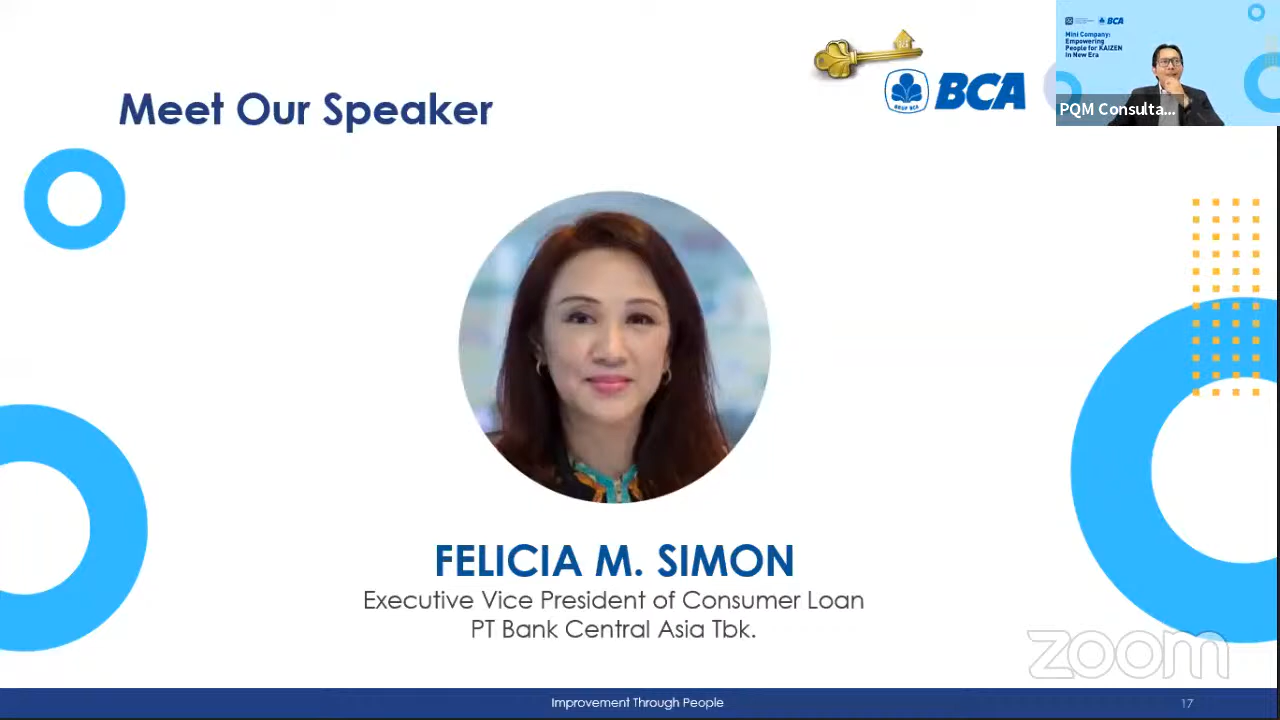 Meet Our Speaker
BCA
BCA
Mini Company:
Empowering
People for KAIZEN
In New Era
PQM Consulta...
FELICIA M. SIMON
Executive Vice President of Consumer Loan
PT Bank Central Asia Tbk.
zoom
Improvement Through People
17